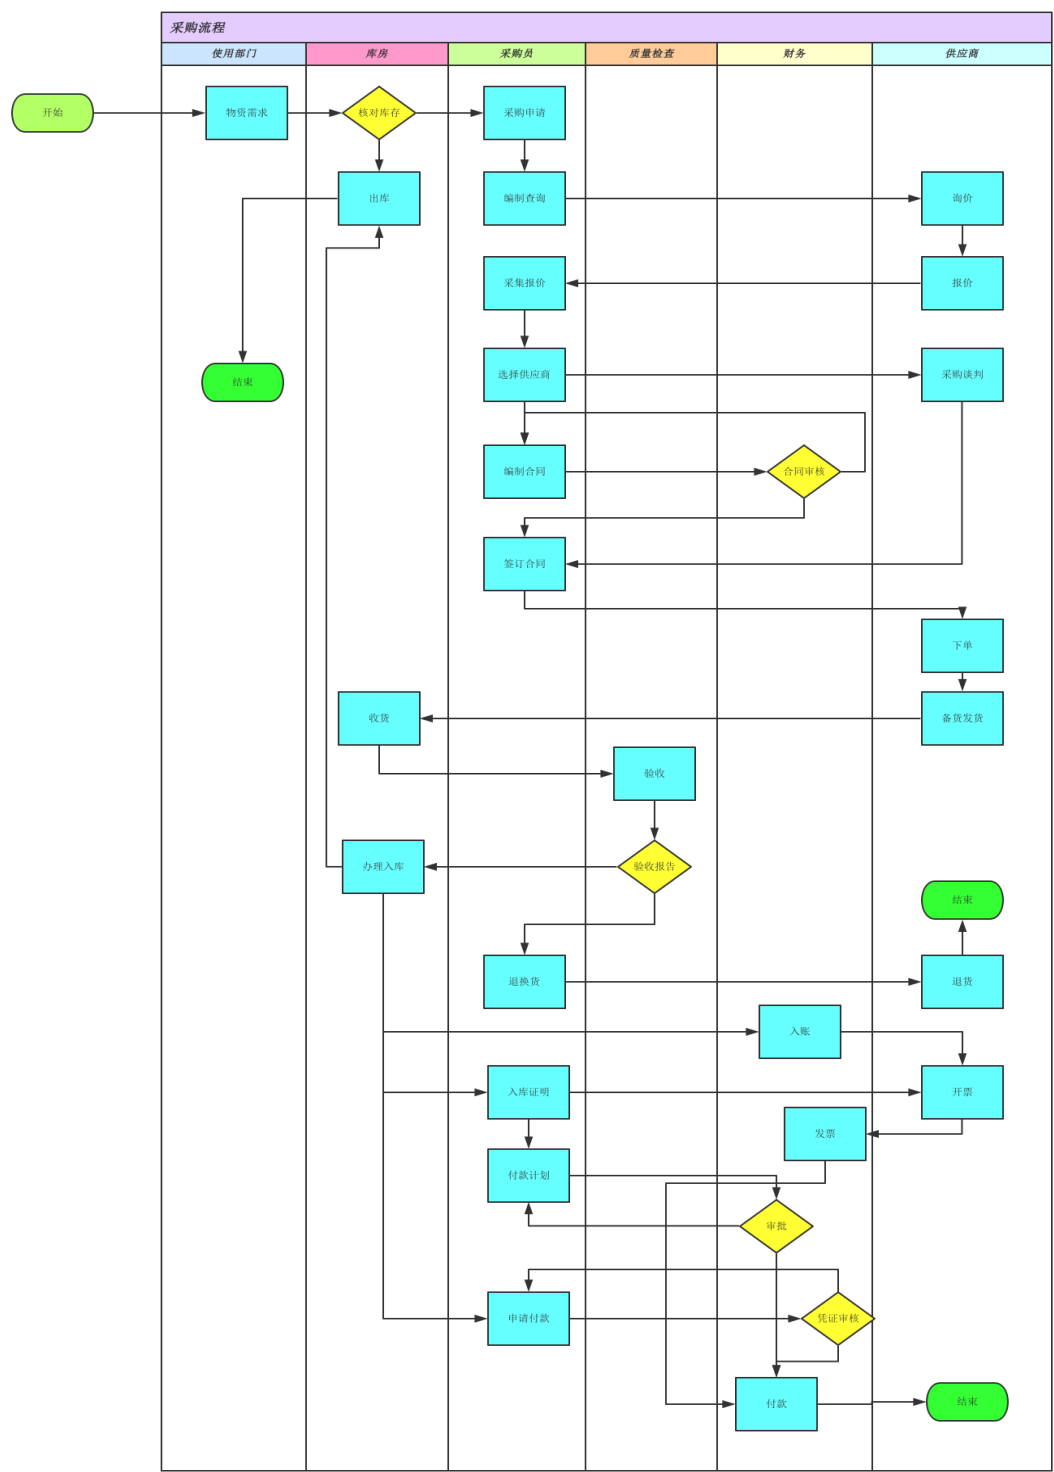 采购流程
使用部门
库房
采购员
质量检查
财务
供应商
开始
物资需求
核对库存
采购申请
出库
编制查询
询价
采集报价
报价
结束
选择供应商
采购谈判
编制合同
合同审核
签订合同
下单
收货
备货发货
验收
办理入库
验收报告
结束
退换货
退货
入账
入库证明
开票
发票
付款计划
审批
申请付款
凭证审核
付款
结束